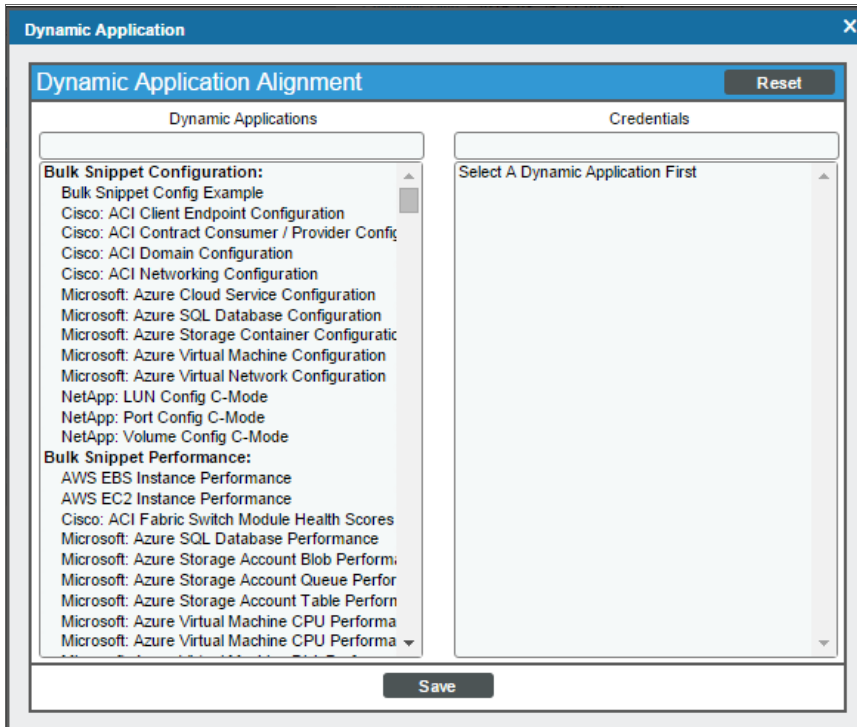 Dynamic Application
X
Dynamic Application Alignment
Reset
Dynamic Applications
Credentials
Bulk Snippet Configuration:
Select A Dynamic Application First
Bulk Snippet Config Example
Cisco: ACI Client Endpoint Configuration
Cisco: ACI Contract Consumer / Provider Config
Cisco: ACI Domain Configuration
Cisco: ACI Networking Configuration
Microsoft: Azure Cloud Service Configuration
Microsoft: Azure SQL Database Configuration
Microsoft: Azure Storage Container Configuratio
Microsoft: Azure Virtual Machine Configuration
Microsoft: Azure Virtual Network Configuration
NetApp: LUN Config C-Mode
NetApp: Port Config C-Mode
NetApp: Volume Config C-Mode
Bulk Snippet Performance:
AWS EBS Instance Performance
AWS EC2 Instance Performance
Cisco: ACI Fabric Switch Module Health Scores
Microsoft: Azure SQL Database Performance
Microsoft: Azure Storage Account Blob Performa
Microsoft: Azure Storage Account Queue Perfor
Microsoft: Azure Storage Account Table Perforn
Microsoft: Azure Virtual Machine CPU Performa
Microsoft: Azure Virtual Machine CPU Performa
Save